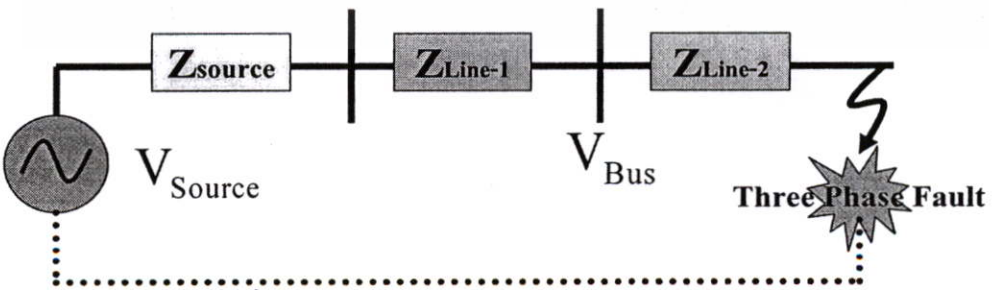 Zsource
ZLine-1
ZLine-2
VSource
VBus
Three Phase Fault